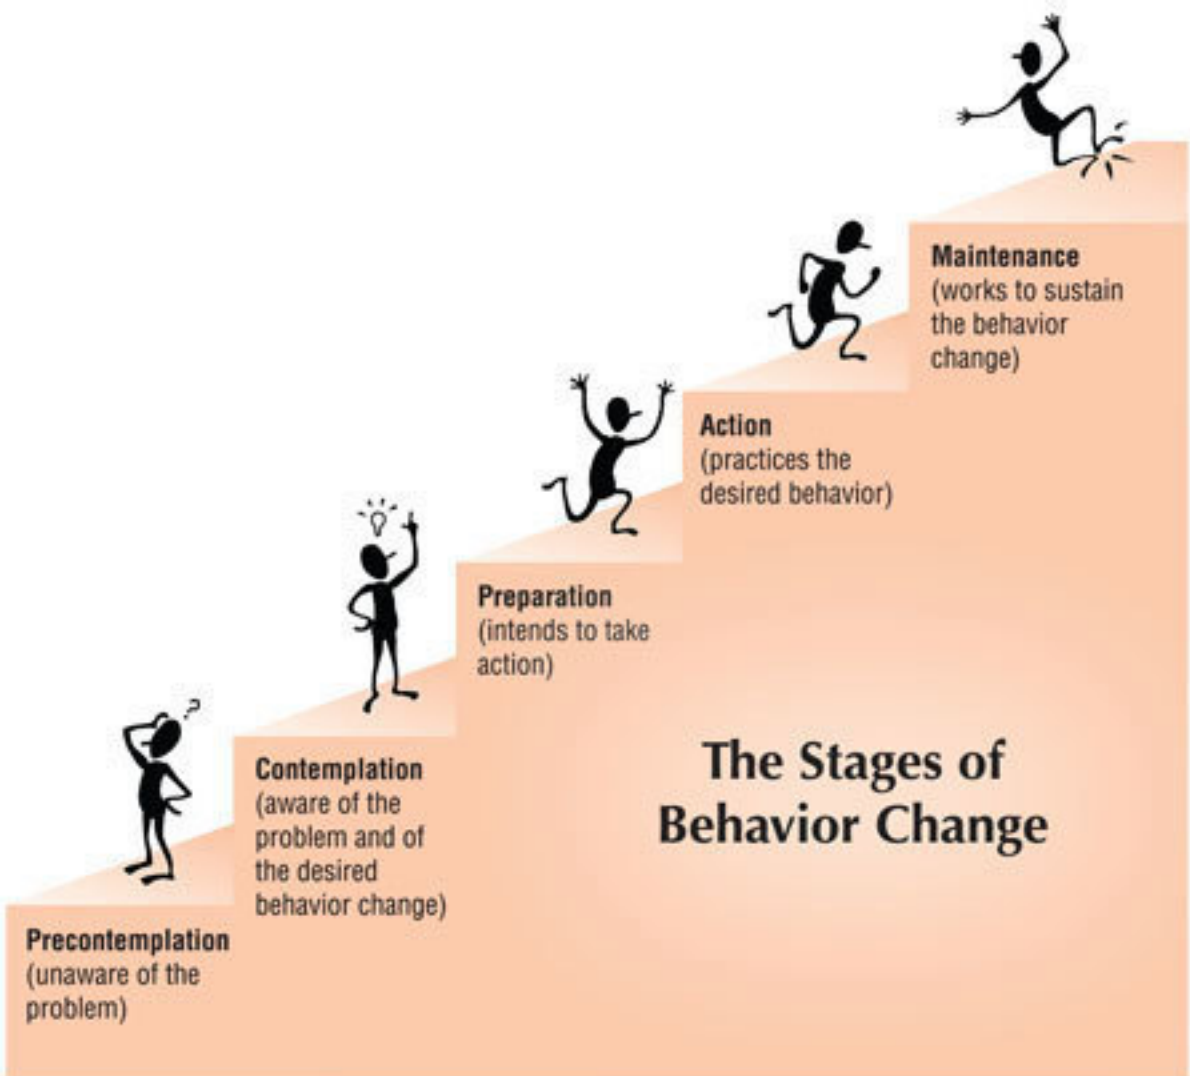 Maintenance
(works to sustain
the behavior
change)
Action
(practices the
desired behavior)
Preparation
(intends to take
action)
The Stages of
Behavior Change
?
Contemplation
(aware of the
problem and of
the desired
behavior change)
Precontemplation
(unaware of the
problem)